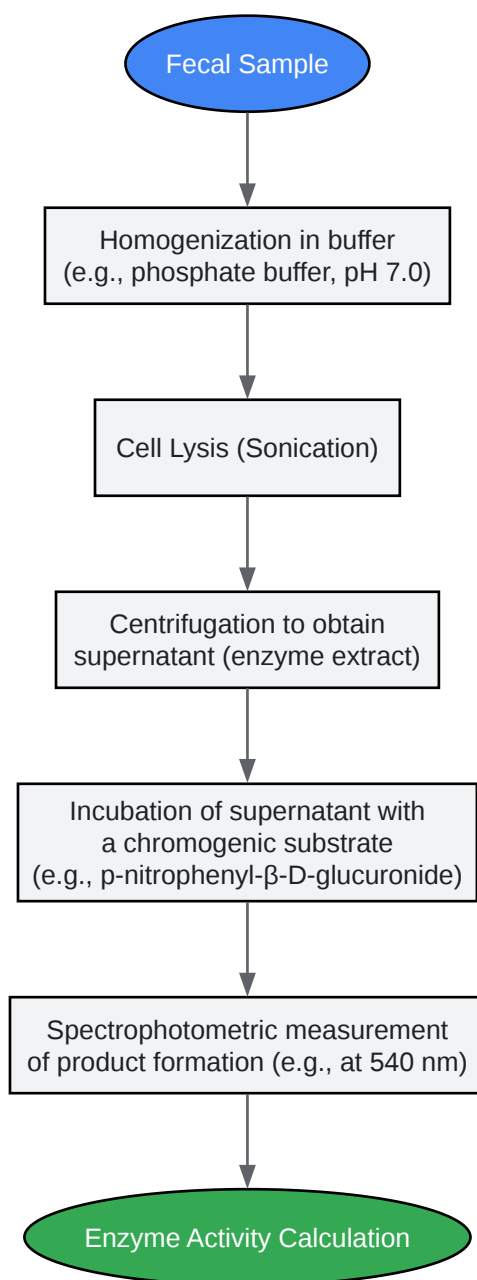 Fecal Sample
Homogenization in buffer
(e.g., phosphate buffer, pH 7.0)
Cell Lysis (Sonication)
Centrifugation to obtain
supernatant (enzyme extract)
Incubation of supernatant with
a chromogenic substrate
(e.g., p-nitrophenyl-β-D-glucuronide)
Spectrophotometric measurement
of product formation (e.g., at 540 nm)
Enzyme Activity Calculation